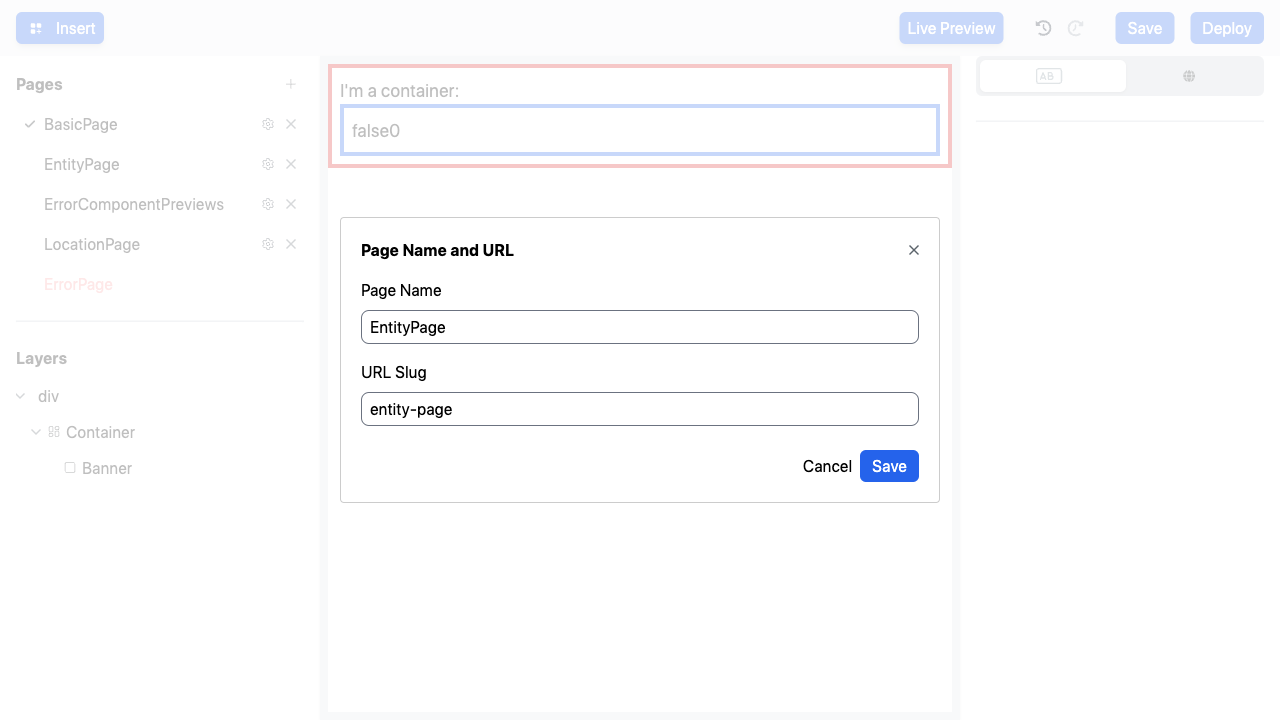 Insert
Live Preview
Save
Deploy
Pages
BasicPage
EntityPage
ErrorComponentPreviews
LocationPage
ErrorPage
Layers
div
Container
Banner
I'm a container:
false0
Page Name and URL
Page Name
EntityPage
URL Slug
entity-page
Cancel
Save
AB